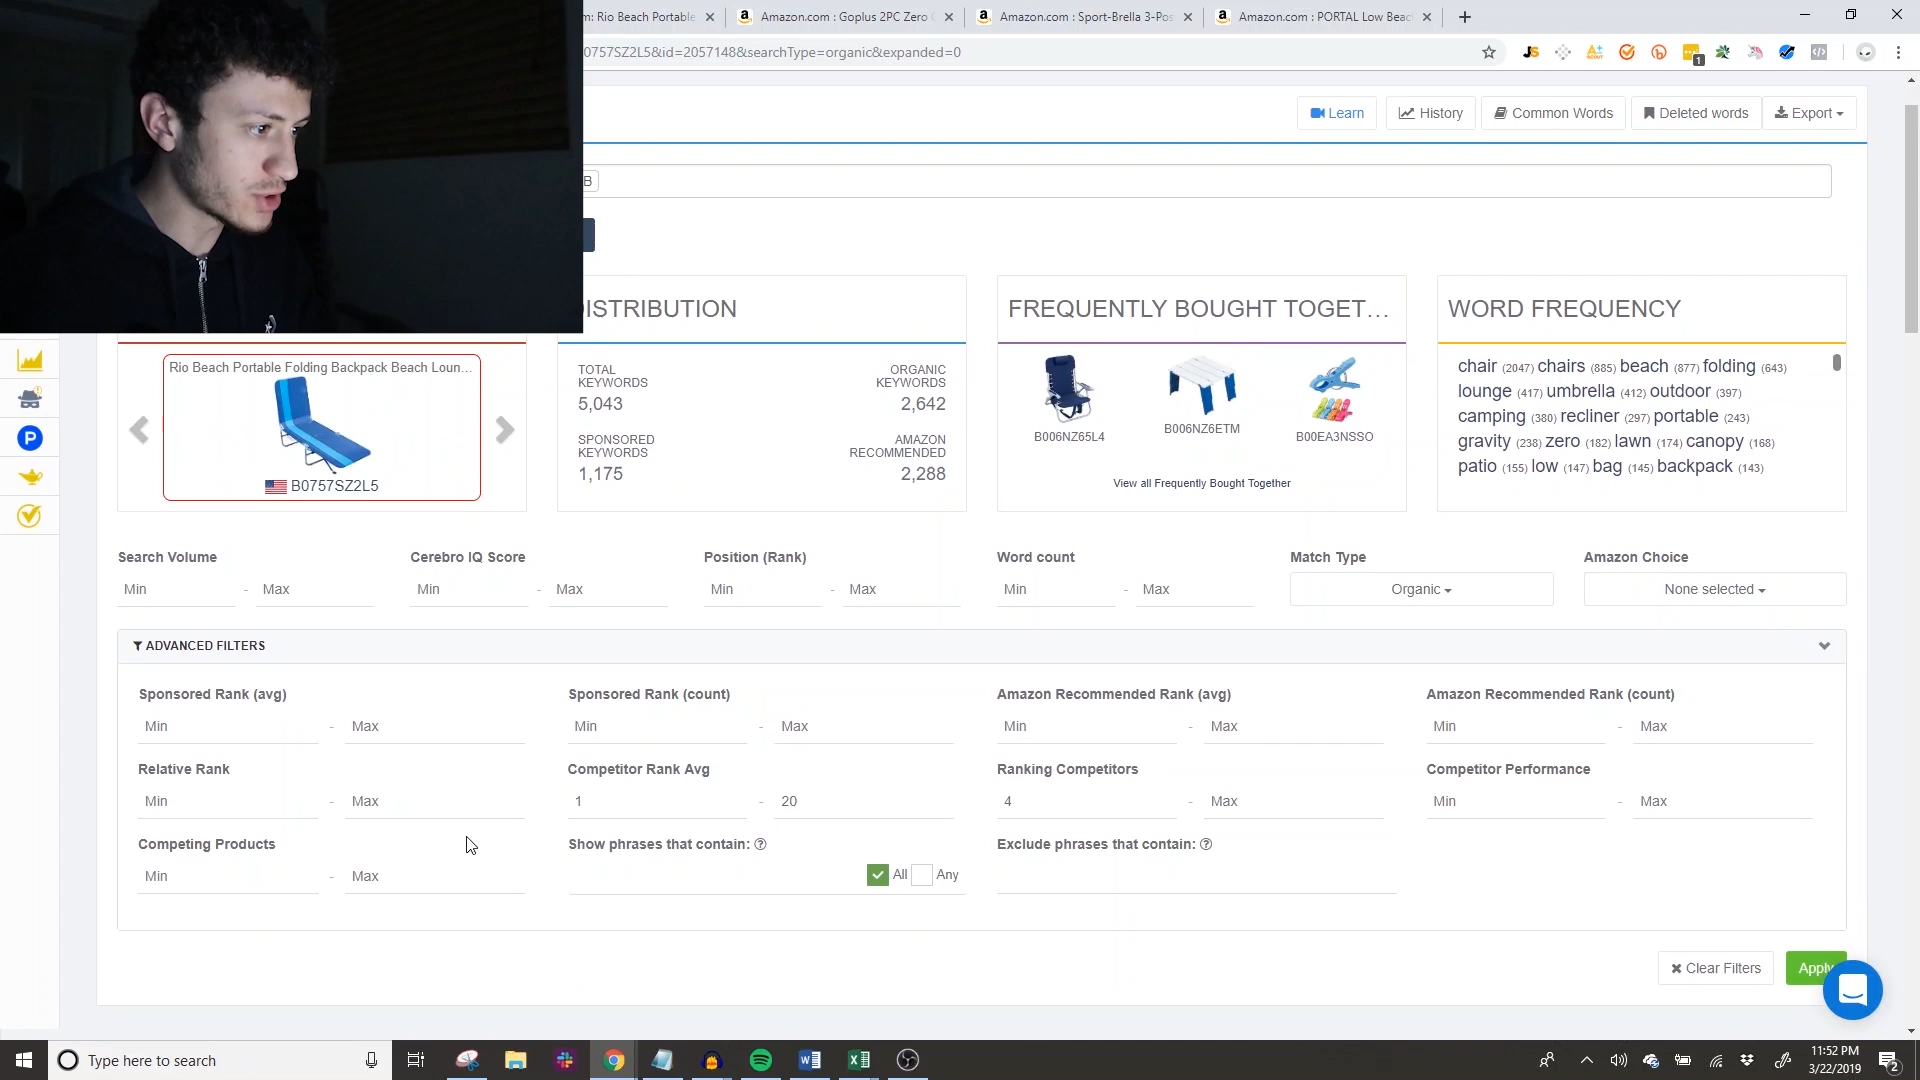 m: Rio Beach Portable
Amazon.com : Goplus 2PC Zero
Amazon.com : Sport-Brella 3-Pos
Amazon.com : PORTAL Low Beac
0757SZ2L5&id=2057148&searchType=organic&expanded=0
JS
1
Learn
History
Common Words
Deleted words
Export
B
ISTRIBUTION
FREQUENTLY BOUGHT TOGET...
WORD FREQUENCY
Rio Beach Portable Folding Backpack Beach Loun...
B0757SZ2L5
TOTAL KEYWORDS
5,043
ORGANIC KEYWORDS
2,642
SPONSORED KEYWORDS
1,175
AMAZON RECOMMENDED
2,288
B006NZ65L4
B006NZ6ETM
B00EA3NSSO
View all Frequently Bought Together
chair (2047) chairs (885) beach (877) folding (643)
lounge (417) umbrella (412) outdoor (397)
camping (380) recliner (297) portable (243)
gravity (238) zero (182) lawn (174) canopy (168)
patio (155) low (147) bag (145) backpack (143)
P
Search Volume
Min - Max
Cerebro IQ Score
Min - Max
Position (Rank)
Min - Max
Word count
Min - Max
Match Type
Organic
Amazon Choice
None selected
ADVANCED FILTERS
Sponsored Rank (avg)
Min - Max
Sponsored Rank (count)
Min - Max
Amazon Recommended Rank (avg)
Min - Max
Amazon Recommended Rank (count)
Min - Max
Relative Rank
Min - Max
Competitor Rank Avg
1 - 20
Ranking Competitors
4 - Max
Competitor Performance
Min - Max
Competing Products
Min - Max
Show phrases that contain:
All Any
Exclude phrases that contain:
Clear Filters
Apply
Type here to search
11:52 PM
3/22/2019
2